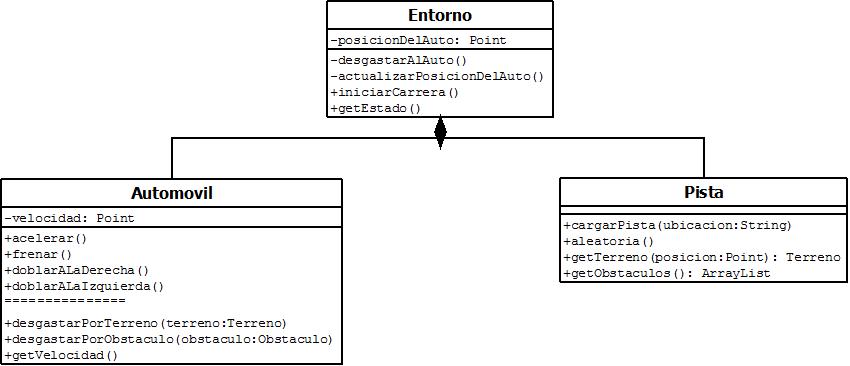 Entorno
-posicionDelAuto: Point
-desgastarAlAuto()
-actualizarPosicionDelAuto()
+iniciarCarrera()
+getEstado()
Automovil
-velocidad: Point
+acelerar()
+frenar()
+doblarALaDerecha()
+doblarALaIzquierda()
===============
+desgastarPorTerreno(terreno:Terreno)
+desgastarPorObstaculo(obstaculo:Obstaculo)
+getVelocidad()
Pista
+cargarPista(ubicacion:String)
+aleatoria()
+getTerreno(posicion:Point): Terreno
+getObstaculos(): ArrayList